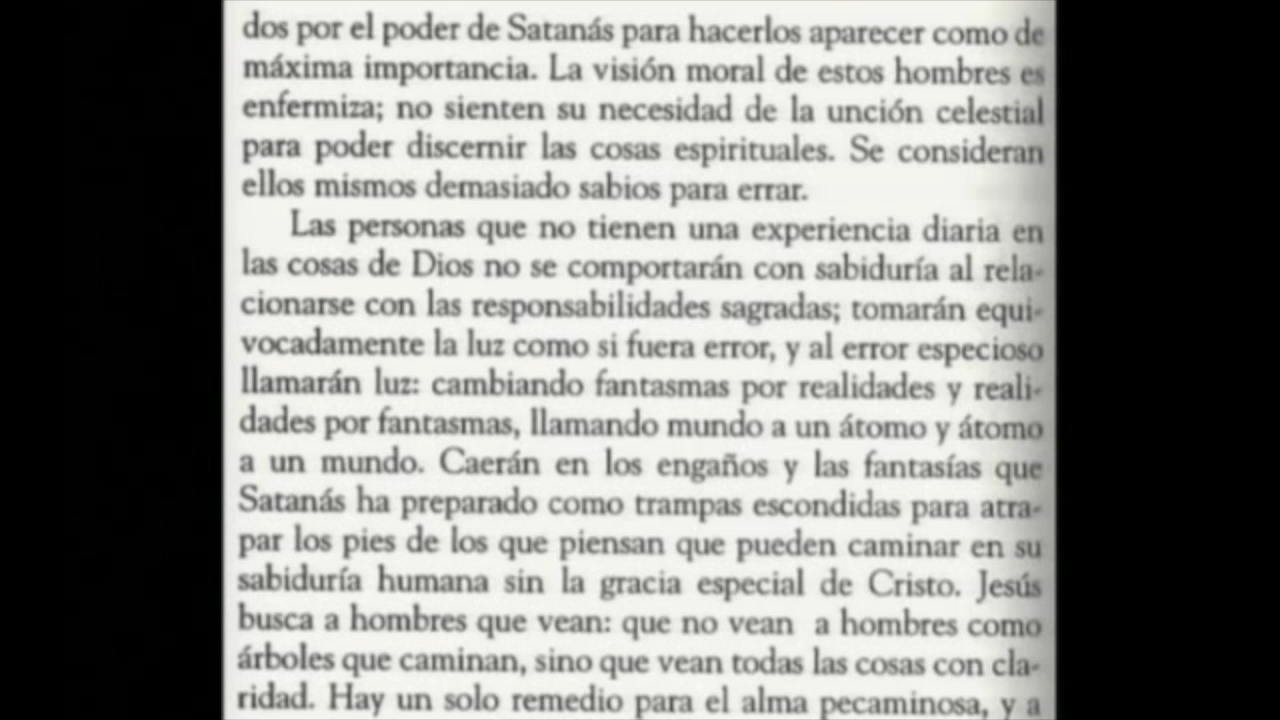 dos por el poder de Satanás para hacerlos aparecer como de
máxima importancia. La visión moral de estos hombres es
enfermiza; no sienten su necesidad de la unción celestial
para poder discernir las cosas espirituales. Se consideran
ellos mismos demasiado sabios para errar.
Las personas que no tienen una experiencia diaria en
las cosas de Dios no se comportarán con sabiduría al rela-
cionarse con las responsabilidades sagradas; tomarán equi-
vocadamente la luz como si fuera error, y al error especioso
llamarán luz: cambiando fantasmas por realidades y reali-
dades por fantasmas, llamando mundo a un átomo y átomo
a un mundo. Caerán en los engaños y las fantasías que
Satanás ha preparado como trampas escondidas para atra-
par los pies de los que piensan que pueden caminar en su
sabiduría humana sin la gracia especial de Cristo. Jesús
busca a hombres que vean: que no vean a hombres como
árboles que caminan, sino que vean todas las cosas con cla-
ridad. Hay un solo remedio para el alma pecaminosa, y a